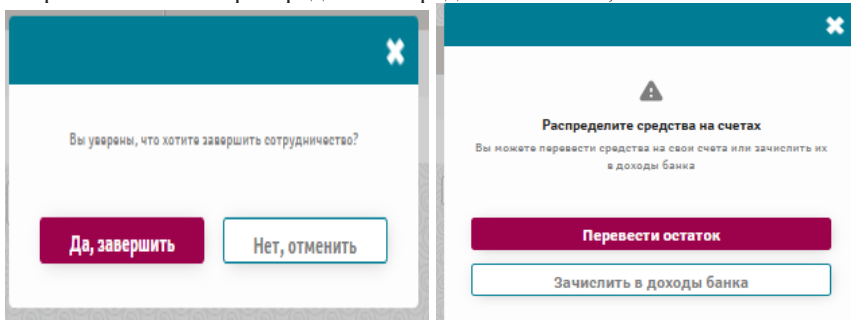 Вы уверены, что хотите завершить сотрудничество?
Да, завершить
Нет, отменить
Распределите средства на счетах
Вы можете перевести средства на свои счета или зачислить их
в доходы банка
Перевести остаток
Зачислить в доходы банка